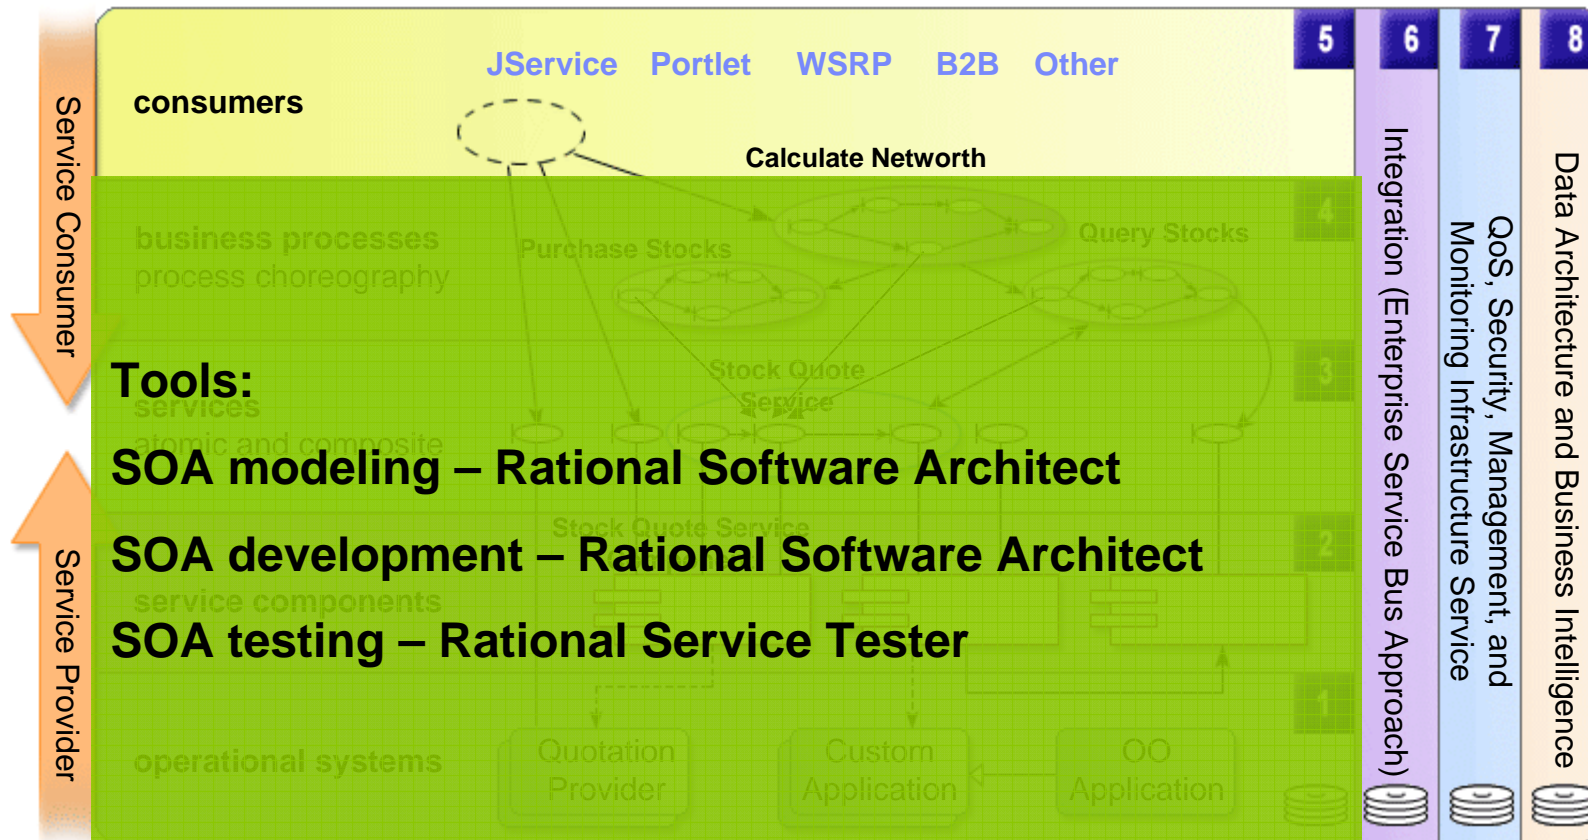 JService Portlet WSRP B2B Other
consumers
Calculate Networth
5
6
7
8
Service Consumer
business processes
process choreography
Purchase Stocks
Query Stocks
4
Tools:
services
atomic and composite
Stock Quote
Service
3
SOA modeling – Rational Software Architect
Stock Quote Service
2
SOA development – Rational Software Architect
service components
SOA testing – Rational Service Tester
Service Provider
1
operational systems
Quotation
Provider
Custom
Application
OO
Application
Integration (Enterprise Service Bus Approach)
QoS, Security, Management, and
Monitoring Infrastructure Service
Data Architecture and Business Intelligence